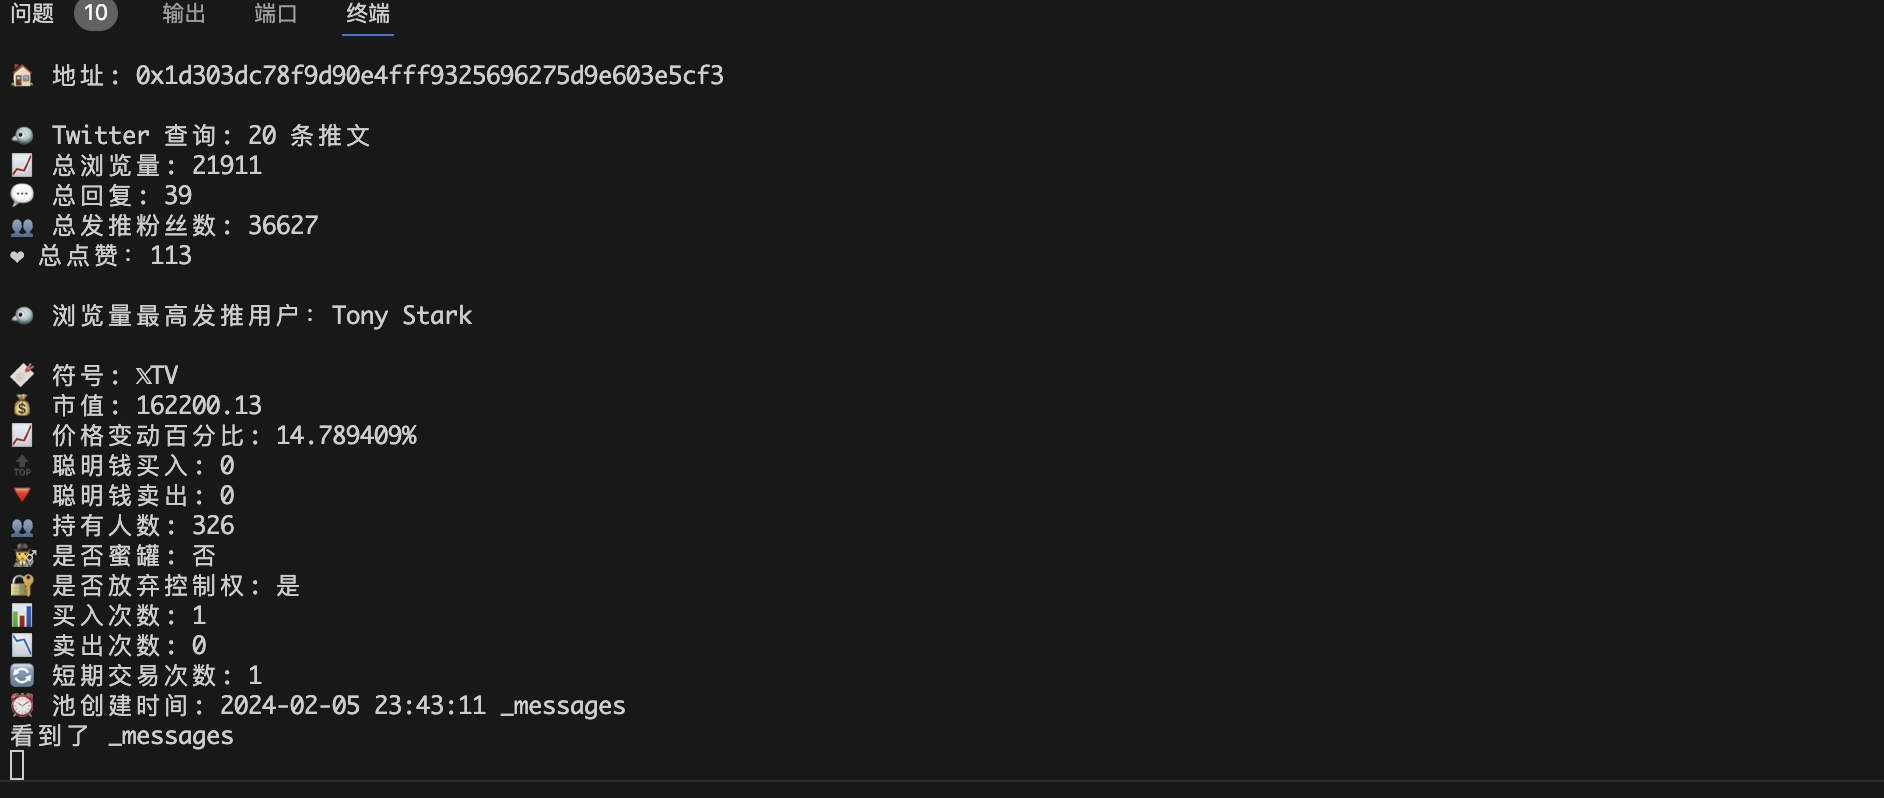 问题 10 输出 端口 终端
🏠 地址: 0x1d303dc78f9d90e4fff9325696275d9e603e5cf3
🐦 Twitter 查询: 20 条推文
📈 总浏览量: 21911
💬 总回复: 39
👥 总发推粉丝数: 36627
❤ 总点赞: 113
🐦 浏览量最高发推用户: Tony Stark
🏷 符号: 𝕏TV
💰 市值: 162200.13
📈 价格变动百分比: 14.789409%
🔝 聪明钱买入: 0
🔻 聪明钱卖出: 0
👥 持有人数: 326
🕵️‍♂️ 是否蜜罐: 否
🔐 是否放弃控制权: 是
📊 买入次数: 1
📉 卖出次数: 0
🔄 短期交易次数: 1
⏰ 池创建时间: 2024-02-05 23:43:11 _messages
看到了 _messages